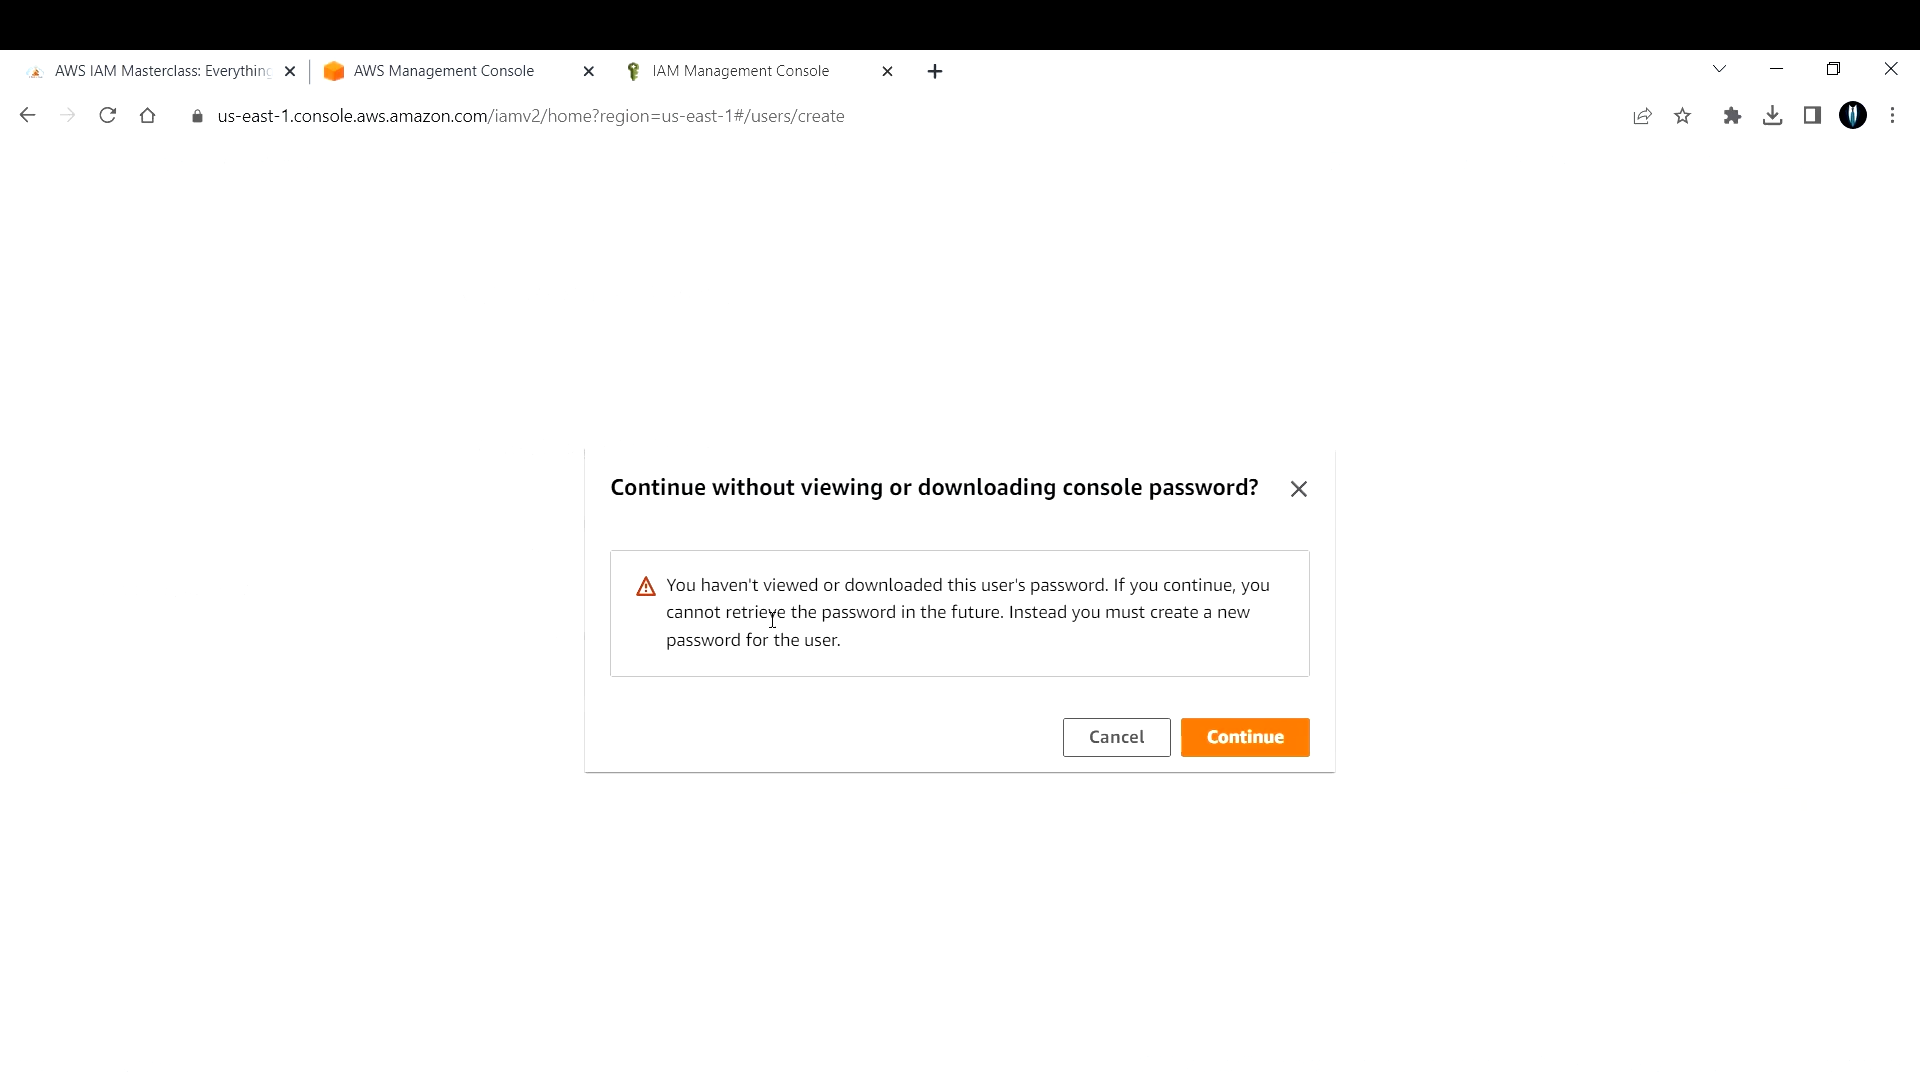 AWS IAM Masterclass: Everything
AWS Management Console
IAM Management Console
us-east-1.console.aws.amazon.com/iamv2/home?region=us-east-1#/users/create
Continue without viewing or downloading console password?
You haven't viewed or downloaded this user's password. If you continue, you
cannot retrieve the password in the future. Instead you must create a new
password for the user.
Cancel
Continue